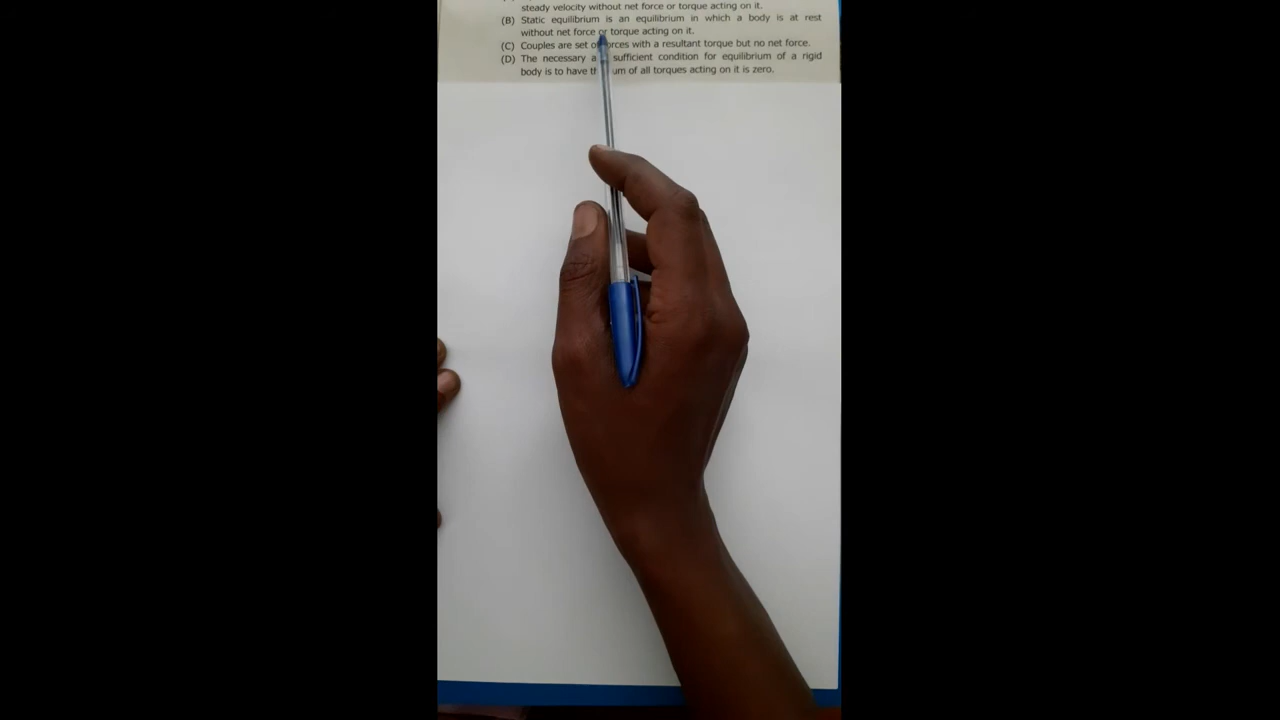 steady velocity without net force or torque acting on it.
(B) Static equilibrium is an equilibrium in which a body is at rest
without net force or torque acting on it.
(C) Couples are set of forces with a resultant torque but no net force.
(D) The necessary a sufficient condition for equilibrium of a rigid
body is to have th um of all torques acting on it is zero.